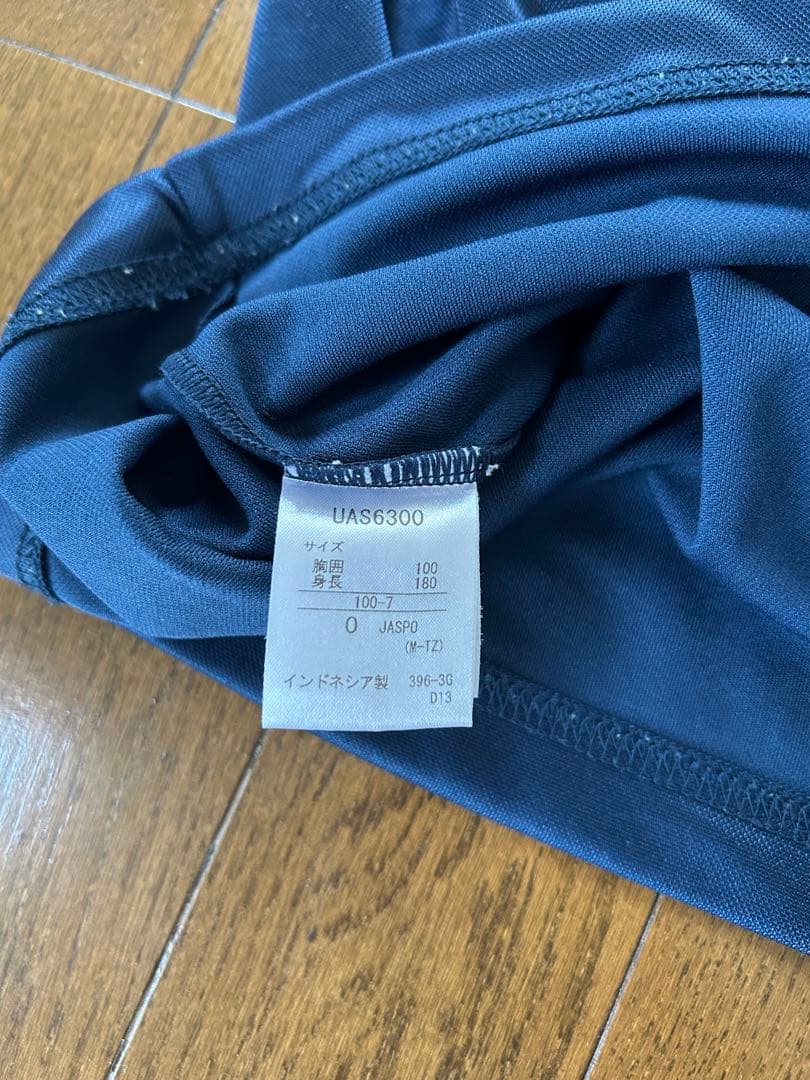 UAS6300
サイズ
胸囲 100
身長 180
100-7
O JASPO
(M-TZ)
インドネシア製 396-3G
D13